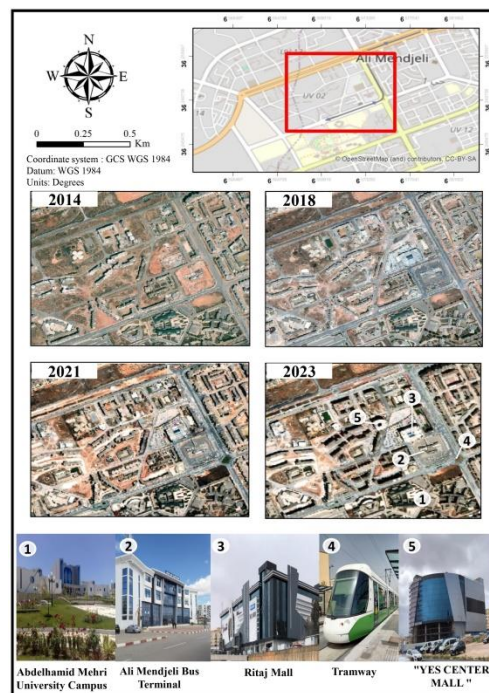 N
W
E
S
0
0.25
0.5
Km
Coordinate system : GCS WGS 1984
Datum: WGS 1984
Units: Degrees
Ali Mendjeli
UV 02
UV 12
© OpenStreetMap (and) contributors, CC-BY-SA
2014
2018
2021
2023
3
5
4
2
1
1
2
3
4
5
Abdelhamid Mehri
University Campus
Ali Mendjeli Bus
Terminal
Ritaj Mall
Tramway
"YES CENTER
MALL "